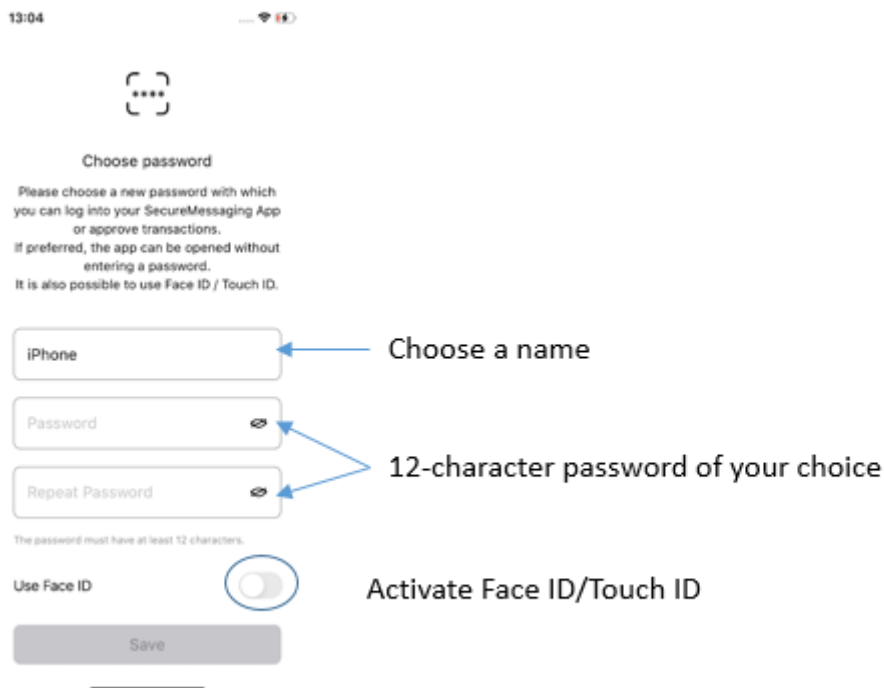 13:04
Choose password
Please choose a new password with which
you can log into your SecureMessaging App
or approve transactions.
If preferred, the app can be opened without
entering a password.
It is also possible to use Face ID / Touch ID.
iPhone
Choose a name
Password
12-character password of your choice
Repeat Password
The password must have at least 12 characters.
Use Face ID
Activate Face ID/Touch ID
Save